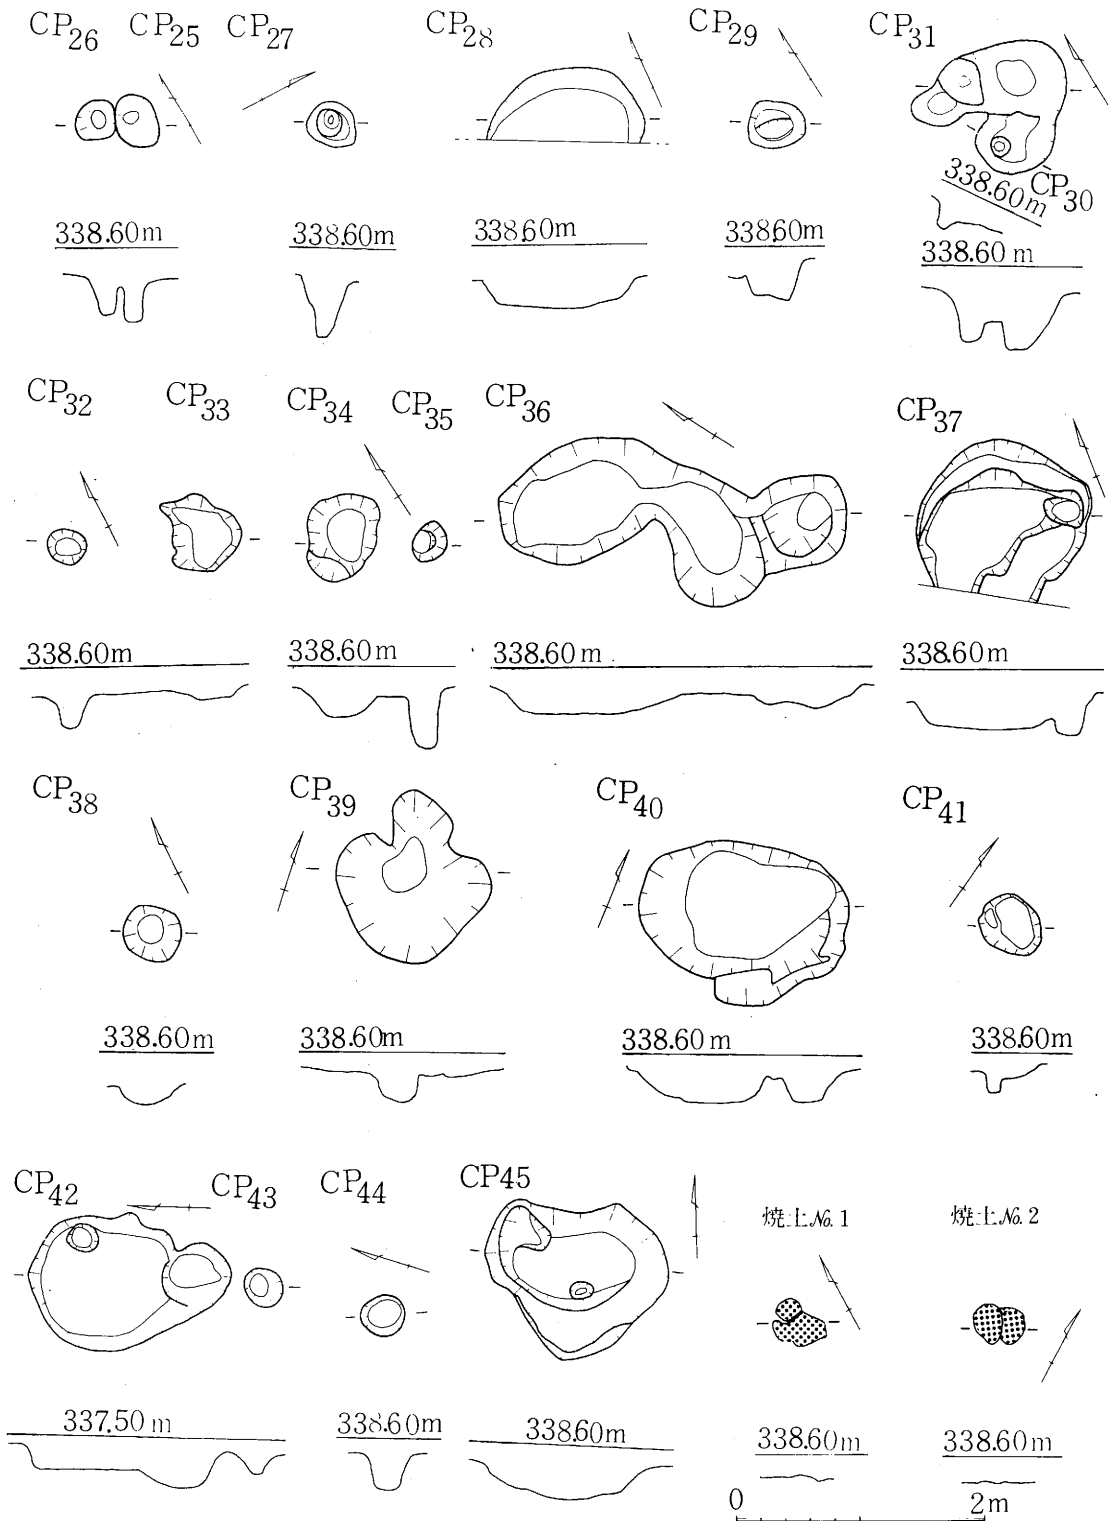 CP26 CP25 CP27 CP28 CP29 CP31
CP30
338.60m
338.60m 338.60m 338.60m 338.60m 338.60m
CP32 CP33 CP34 CP35 CP36 CP37
338.60m 338.60m 338.60m 338.60m
CP38 CP39 CP40 CP41
338.60m 338.60m 338.60m 338.60m
CP42 CP43 CP44 CP45 焼土No.1 焼土No.2
337.50m 338.60m 338.60m 338.60m 338.60m
0 2m